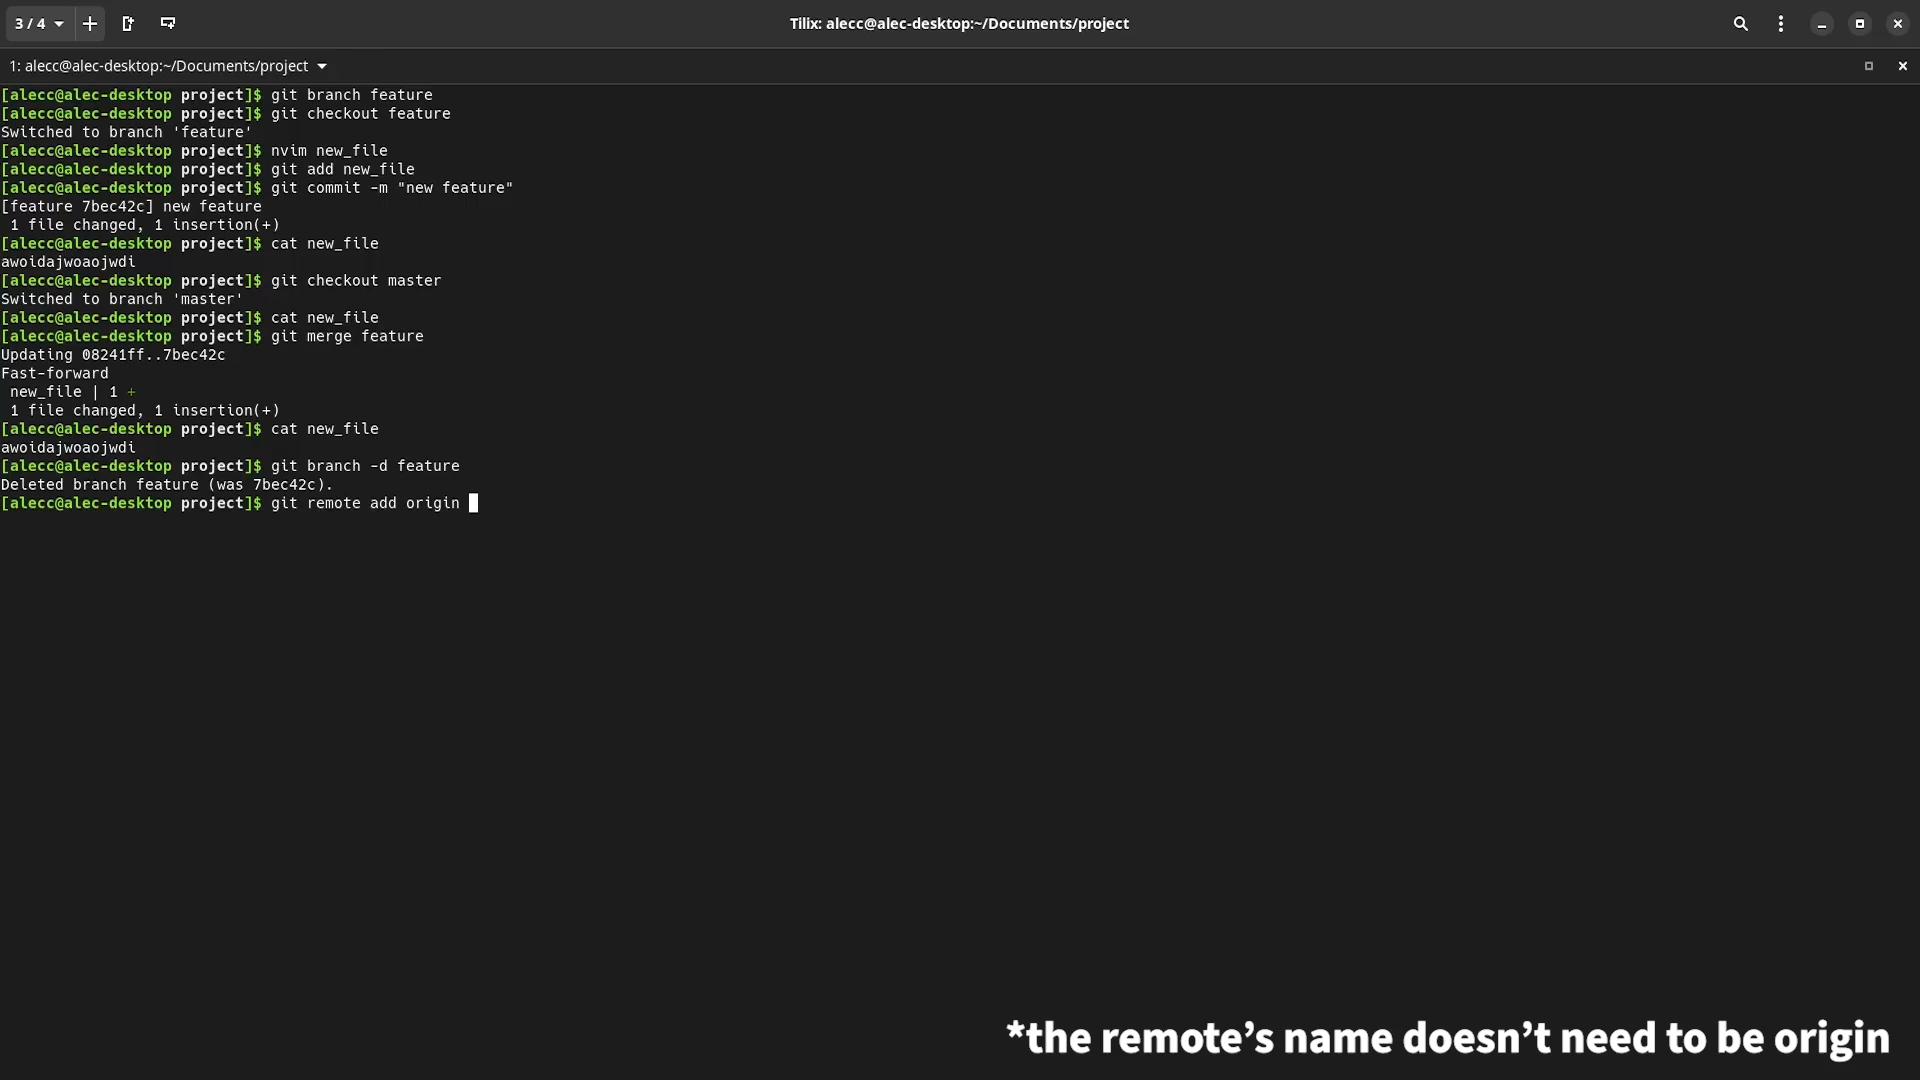 3 / 4
Tilix: alecc@alec-desktop:~/Documents/project
1: alecc@alec-desktop:~/Documents/project
[alecc@alec-desktop project]$ git branch feature
[alecc@alec-desktop project]$ git checkout feature
Switched to branch 'feature'
[alecc@alec-desktop project]$ nvim new_file
[alecc@alec-desktop project]$ git add new_file
[alecc@alec-desktop project]$ git commit -m "new feature"
[feature 7bec42c] new feature
 1 file changed, 1 insertion(+)
[alecc@alec-desktop project]$ cat new_file
awoidajwoaojwdi
[alecc@alec-desktop project]$ git checkout master
Switched to branch 'master'
[alecc@alec-desktop project]$ cat new_file
[alecc@alec-desktop project]$ git merge feature
Updating 08241ff..7bec42c
Fast-forward
 new_file | 1 +
 1 file changed, 1 insertion(+)
[alecc@alec-desktop project]$ cat new_file
awoidajwoaojwdi
[alecc@alec-desktop project]$ git branch -d feature
Deleted branch feature (was 7bec42c).
[alecc@alec-desktop project]$ git remote add origin
*the remote’s name doesn’t need to be origin